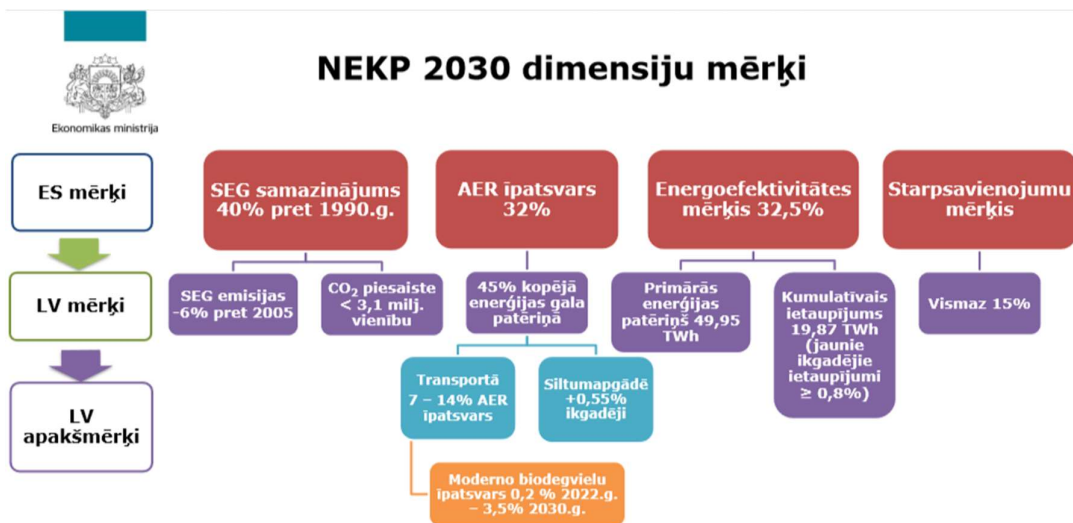 NEKP 2030 dimensiju mērķi
Ekonomikas ministrija
ES mērķi
LV mērķi
LV
apakšmērķi
SEG samazinājums
40% pret 1990.g.
AER īpatsvars
32%
Energoefektivitātes
mērķis 32,5%
Starpsavienojumu
mērķis
SEG emisijas
-6% pret 2005
CO₂ piesaiste
< 3,1 milj.
vienību
45% kopējā
enerģijas gala
patēriņā
Primārās
enerģijas
patēriņš 49,95
TWh
Kumulatīvais
ietaupījums
19,87 TWh
(jaunie
ikgadējie
ietaupījumi
≥ 0,8%)
Vismaz 15%
Transportā
7 – 14% AER
īpatsvars
Siltumapgādē
+0,55%
ikgadēji
Moderno biodegvielu
īpatsvars 0,2 % 2022.g.
– 3,5% 2030.g.